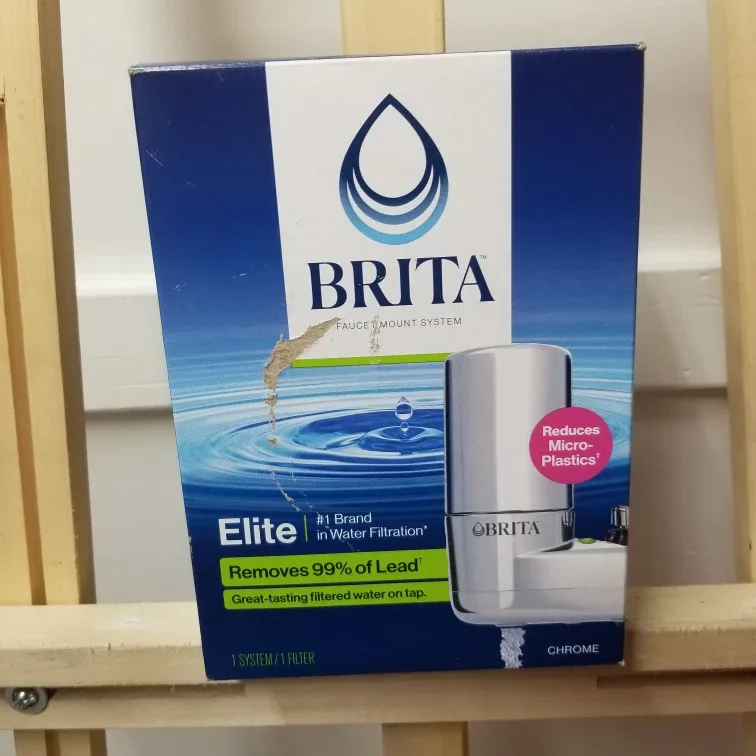 BRITA™
FAUCET MOUNT SYSTEM
Reduces
Micro-
Plastics†
Elite
#1 Brand
in Water Filtration*
BRITA
Removes 99% of Lead†
Great-tasting filtered water on tap.
1 SYSTEM / 1 FILTER
CHROME